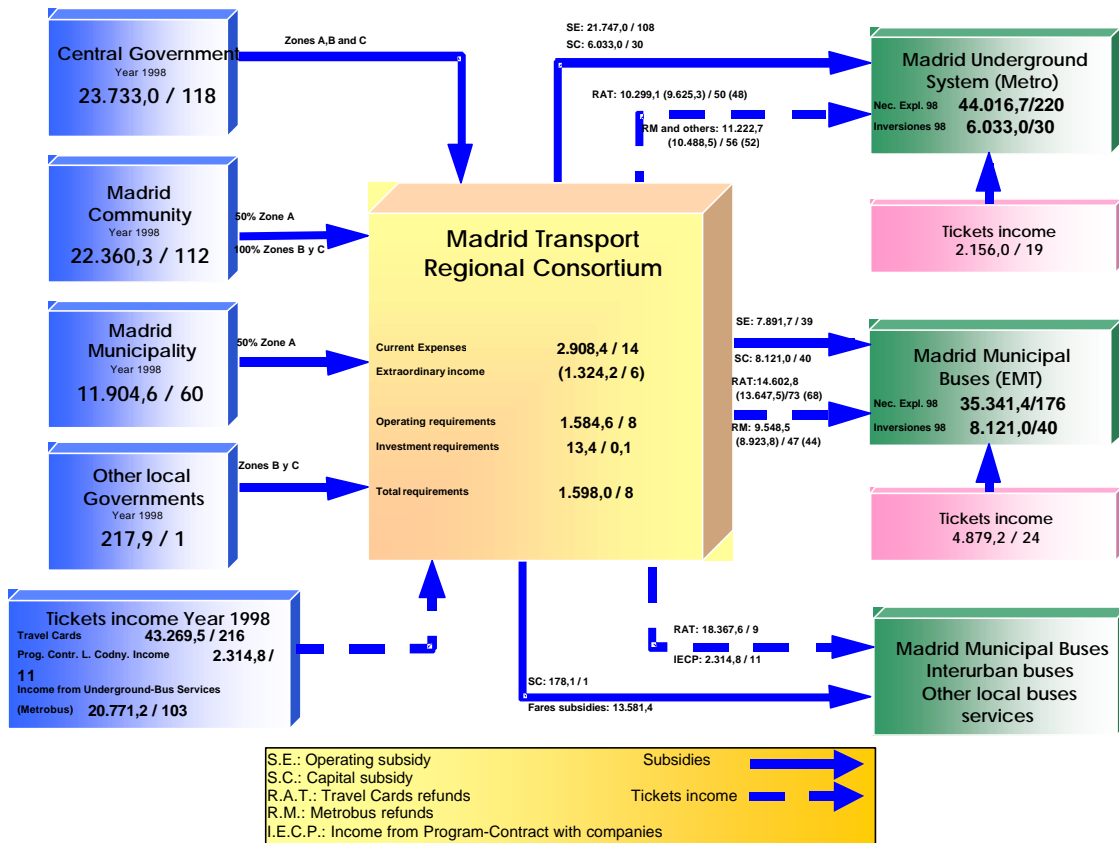 Central Government
Year 1998
23.733,0 / 118
Zones A,B and C
Madrid
Community
Year 1998
22.360,3 / 112
50% Zone A
100% Zones B y C
Madrid
Municipality
Year 1998
11.904,6 / 60
50% Zone A
Other local
Governments
Year 1998
217,9 / 1
Zones B y C
Tickets income Year 1998
Travel Cards 43.269,5 / 216
Prog. Contr. L. Codny. Income 2.314,8 /
11
Income from Underground-Bus Services
(Metrobus) 20.771,2 / 103
Madrid Transport
Regional Consortium
Current Expenses 2.908,4 / 14
Extraordinary income (1.324,2 / 6)
Operating requirements 1.584,6 / 8
Investment requirements 13,4 / 0,1
Total requirements 1.598,0 / 8
SE: 21.747,0 / 108
SC: 6.033,0 / 30
RAT: 10.299,1 (9.625,3) / 50 (48)
RM and others: 11.222,7
(10.488,5) / 56 (52)
Madrid Underground
System (Metro)
Nec. Expl. 98 44.016,7/220
Inversiones 98 6.033,0/30
Tickets income
2.156,0 / 19
SE: 7.891,7 / 39
SC: 8.121,0 / 40
RAT:14.602,8
(13.647,5)/73 (68)
RM: 9.548,5
(8.923,8) / 47 (44)
Madrid Municipal
Buses (EMT)
Nec. Expl. 98 35.341,4/176
Inversiones 98 8.121,0/40
Tickets income
4.879,2 / 24
RAT: 18.367,6 / 9
IECP: 2.314,8 / 11
SC: 178,1 / 1
Fares subsidies: 13.581,4
Madrid Municipal Buses
Interurban buses
Other local buses
services
S.E.: Operating subsidy
S.C.: Capital subsidy
R.A.T.: Travel Cards refunds
R.M.: Metrobus refunds
I.E.C.P.: Income from Program-Contract with companies
Subsidies
Tickets income